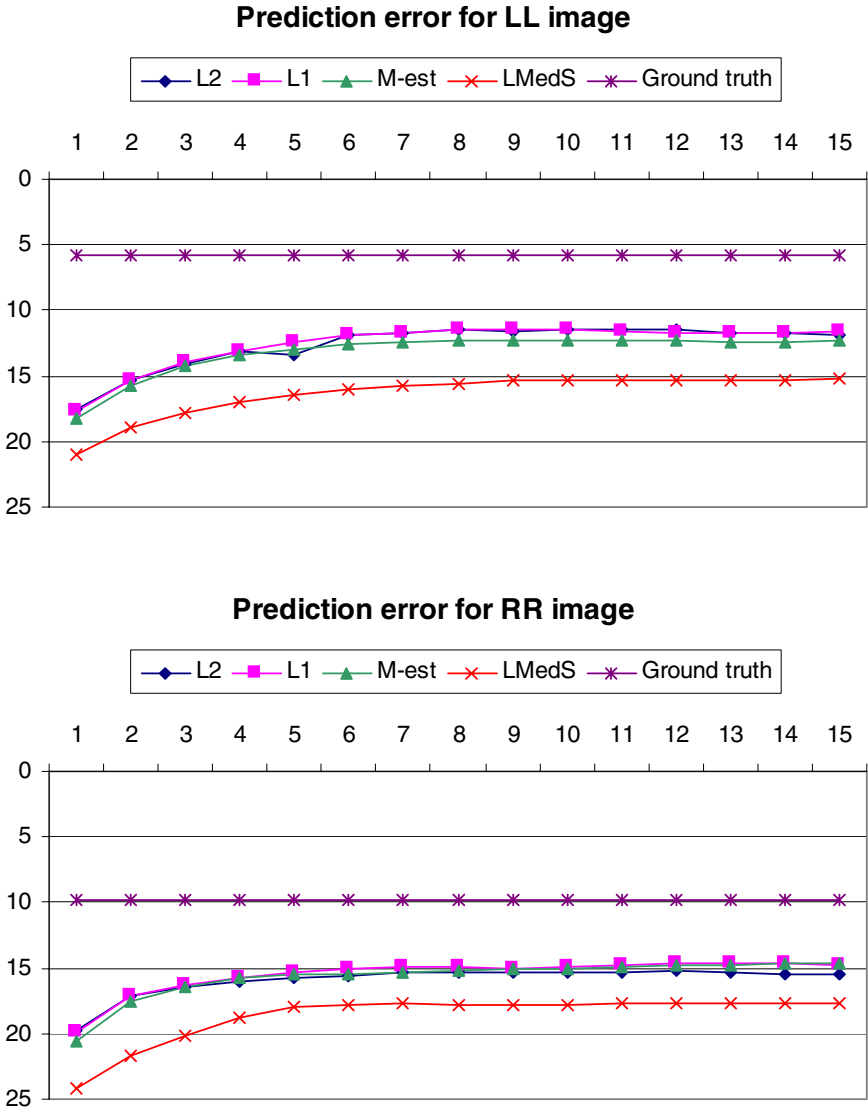 Prediction error for LL image
L2 L1 M-est LMedS Ground truth
1 2 3 4 5 6 7 8 9 10 11 12 13 14 15
0
5
10
15
20
25
Prediction error for RR image
L2 L1 M-est LMedS Ground truth
1 2 3 4 5 6 7 8 9 10 11 12 13 14 15
0
5
10
15
20
25